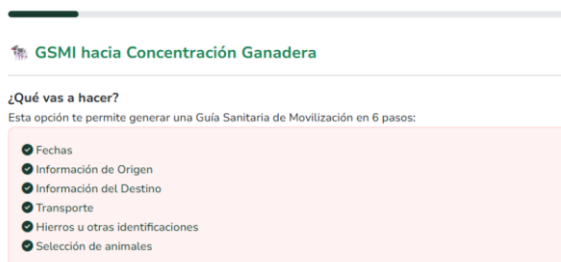 GSMI hacia Concentración Ganadera
¿Qué vas a hacer?
Esta opción te permite generar una Guía Sanitaria de Movilización en 6 pasos:
Fechas
Información de Origen
Información del Destino
Transporte
Hierros u otras identificaciones
Selección de animales